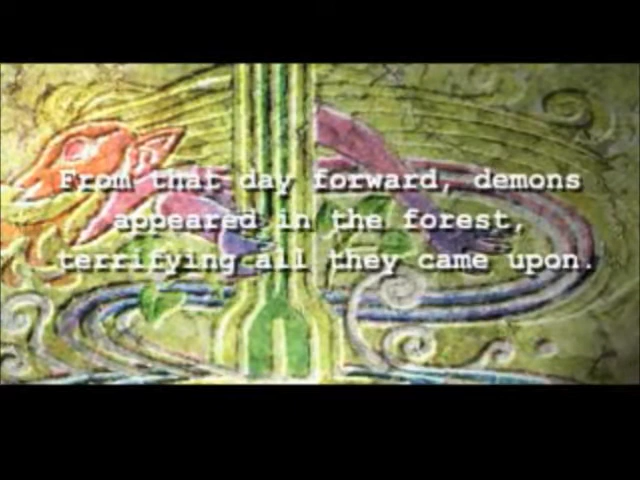 From that day forward, demons
appeared in the forest,
terrifying all they came upon.